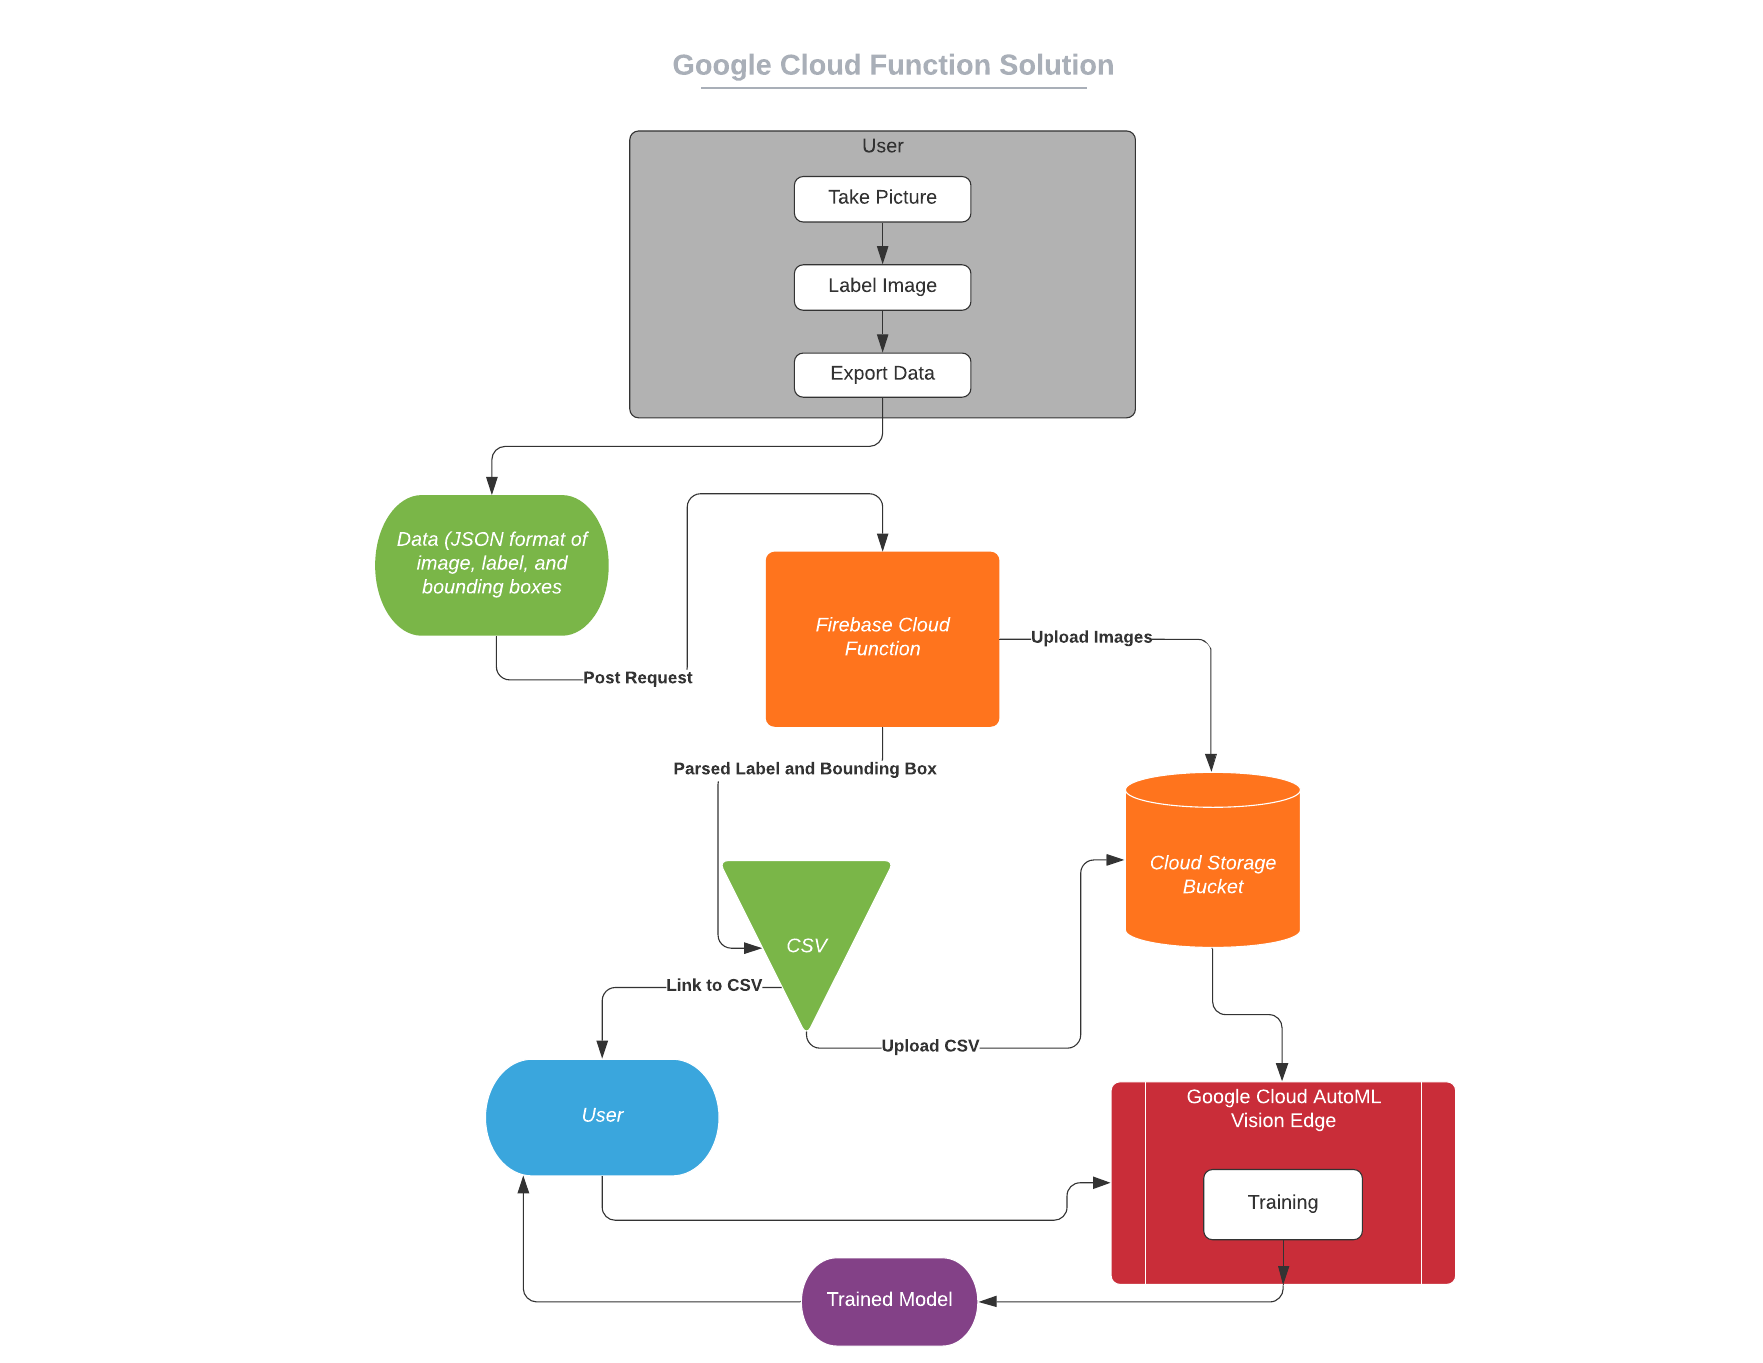 Google Cloud Function Solution
User
Take Picture
Label Image
Export Data
Data (JSON format of
image, label, and
bounding boxes
Post Request
Firebase Cloud
Function
Upload Images
Parsed Label and Bounding Box
Cloud Storage
Bucket
CSV
Link to CSV
Upload CSV
User
Google Cloud AutoML
Vision Edge
Training
Trained Model